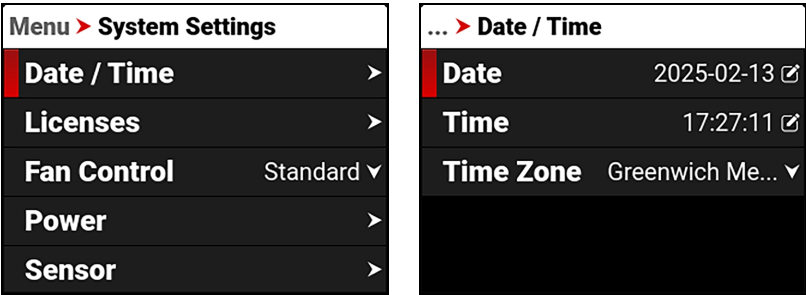 Menu System Settings
Date / Time
Licenses
Fan Control Standard
Power
Sensor
... Date / Time
Date 2025-02-13
Time 17:27:11
Time Zone Greenwich Me...